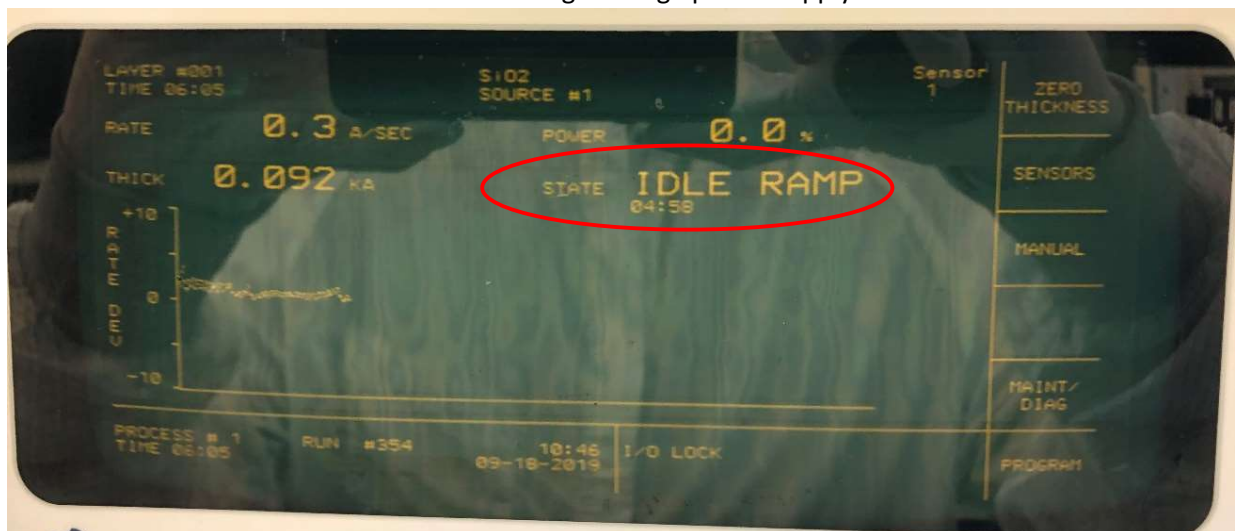 LAYER #001
TIME 06:05
SiO2
SOURCE #1
Sensor
1
RATE 0.3 A/SEC
POWER 0.0 %
THICK 0.092 KA
STATE IDLE RAMP
04:58
+10
RATE DEV
0
-10
ZERO
THICKNESS
SENSORS
MANUAL
MAINT/
DIAG
PROGRAM
PROCESS # 1
TIME 06:05
RUN #354
10:46
09-18-2019
I/O LOCK